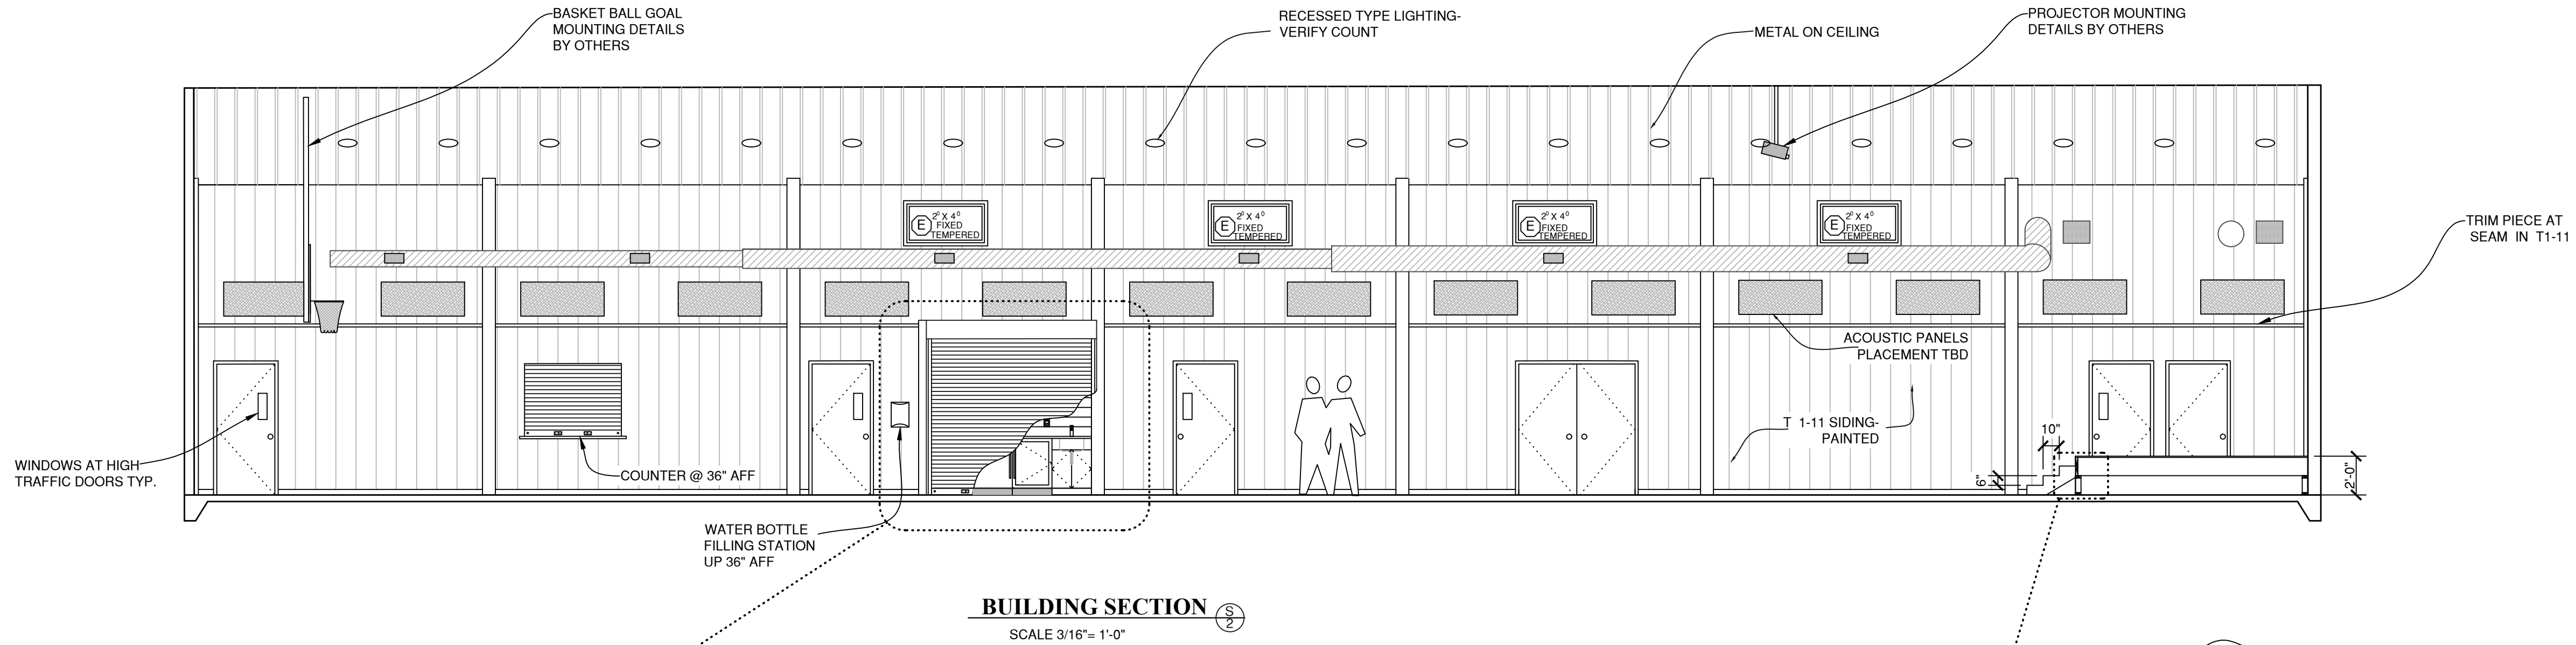 BASKET BALL GOAL
MOUNTING DETAILS
BY OTHERS
RECESSED TYPE LIGHTING-
VERIFY COUNT
METAL ON CEILING
PROJECTOR MOUNTING
DETAILS BY OTHERS
E
2⁰ X 4⁰
FIXED
TEMPERED
E
2⁰ X 4⁰
FIXED
TEMPERED
E
2⁰ X 4⁰
FIXED
TEMPERED
E
2⁰ X 4⁰
FIXED
TEMPERED
TRIM PIECE AT
SEAM IN T1-11
ACOUSTIC PANELS
PLACEMENT TBD
T 1-11 SIDING-
PAINTED
10"
6"
2'-0"
WINDOWS AT HIGH
TRAFFIC DOORS TYP.
COUNTER @ 36" AFF
WATER BOTTLE
FILLING STATION
UP 36" AFF
BUILDING SECTION
S
2
SCALE 3/16"= 1'-0"